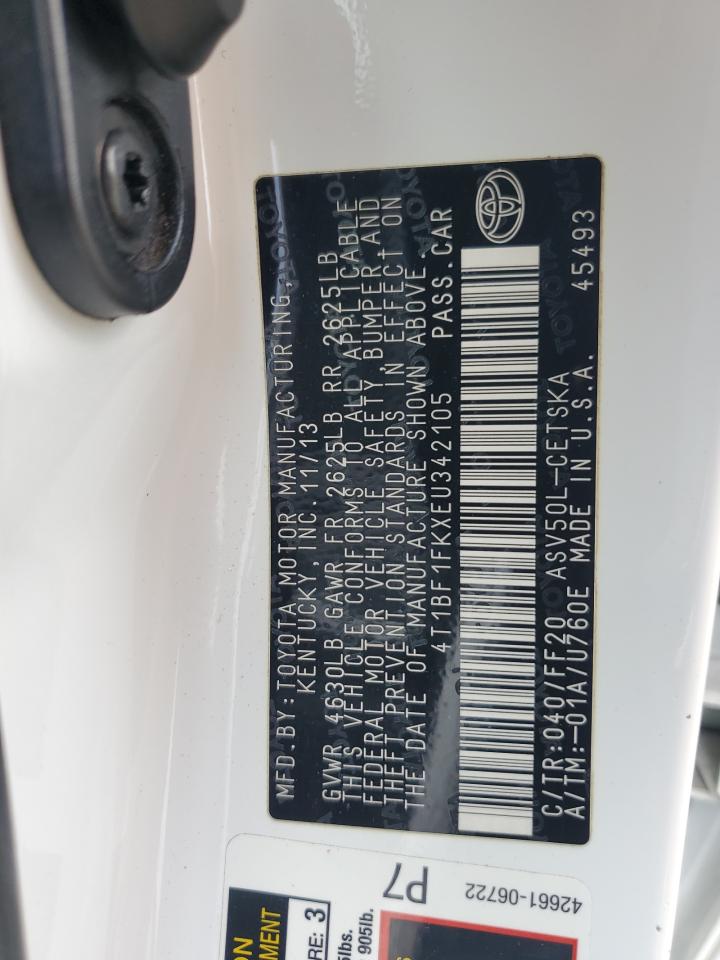 MFD.BY:TOYOTA MOTOR MANUFACTURING,
KENTUCKY, INC. 11/13
GVWR 4630LB GAWR FR 2625LB RR 2625LB
THIS VEHICLE CONFORMS TO ALL APPLICABLE
FEDERAL MOTOR VEHICLE SAFETY, BUMPER AND
THEFT PREVENTION STANDARDS IN EFFECT ON
THE DATE OF MANUFACTURE SHOWN ABOVE.
4T1BF1FKXEU342105 PASS.CAR
C/TR:040/FF20 ASV50L-CETSKA
A/TM:-01A/U760E MADE IN U.S.A. 45493
P7
42661-06722
3
905lb.